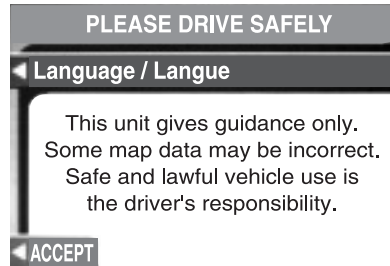 PLEASE DRIVE SAFELY
Language / Langue
This unit gives guidance only.
Some map data may be incorrect.
Safe and lawful vehicle use is
the driver's responsibility.
ACCEPT